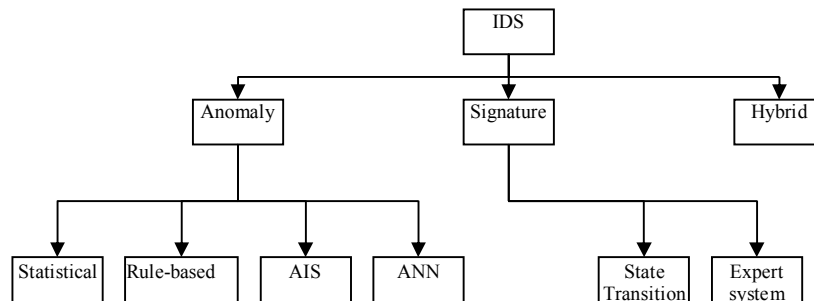 IDS
Anomaly
Signature
Hybrid
Statistical
Rule-based
AIS
ANN
State
Transition
Expert
system